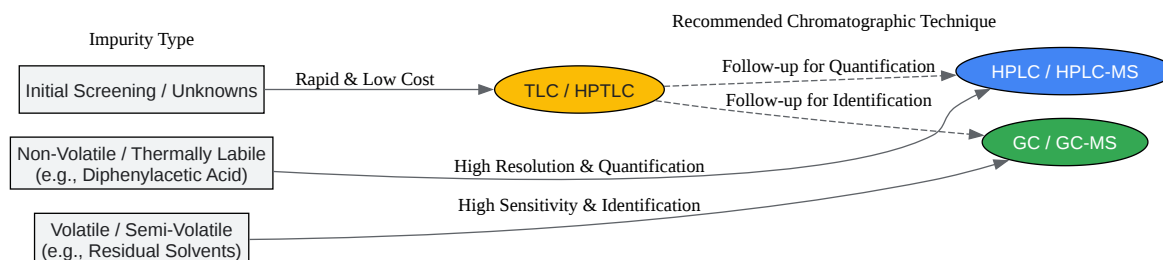 Recommended Chromatographic Technique
Impurity Type
Initial Screening / Unknowns
Rapid & Low Cost
TLC / HPTLC
Follow-up for Quantification
HPLC / HPLC-MS
Follow-up for Identification
GC / GC-MS
Non-Volatile / Thermally Labile
(e.g., Diphenylacetic Acid)
High Resolution & Quantification
High Sensitivity & Identification
Volatile / Semi-Volatile
(e.g., Residual Solvents)